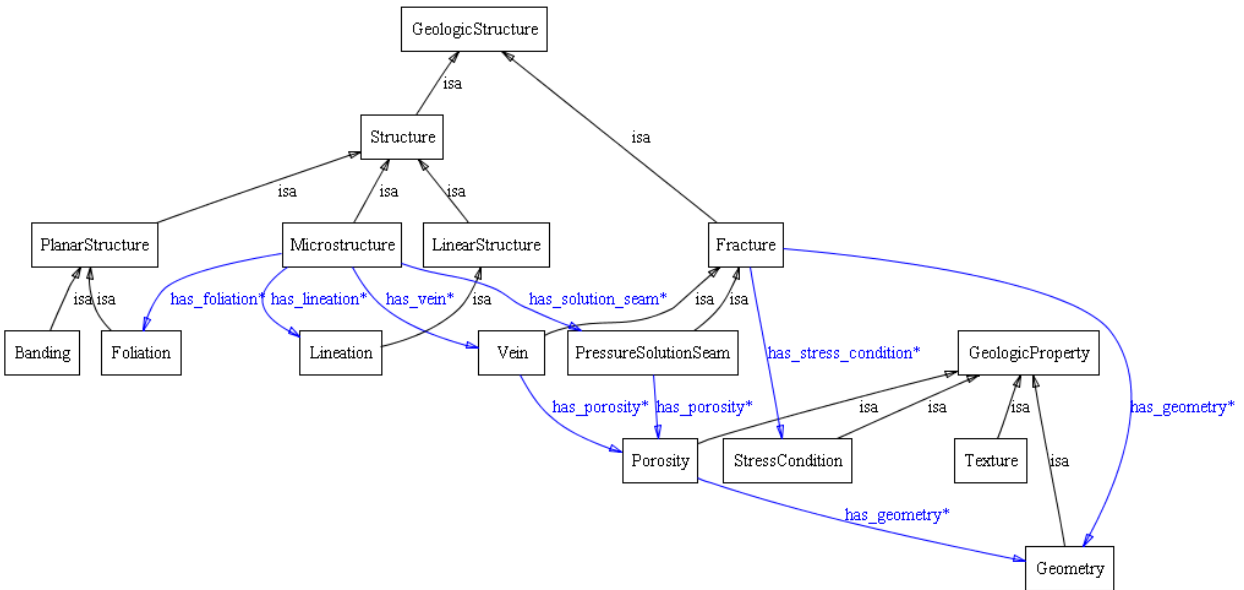 GeologicStructure
isa
isa
Structure
isa
isa
isa
PlanarStructure
Microstructure
LinearStructure
Fracture
isa
isa
has_foliation*
has_lineation*
has_vein*
isa
has_solution_seam*
isa
isa
Banding
Foliation
Lineation
Vein
PressureSolutionSeam
has_stress_condition*
GeologicProperty
has_porosity*
has_porosity*
isa
isa
isa
has_geometry*
Porosity
StressCondition
Texture
isa
has_geometry*
Geometry